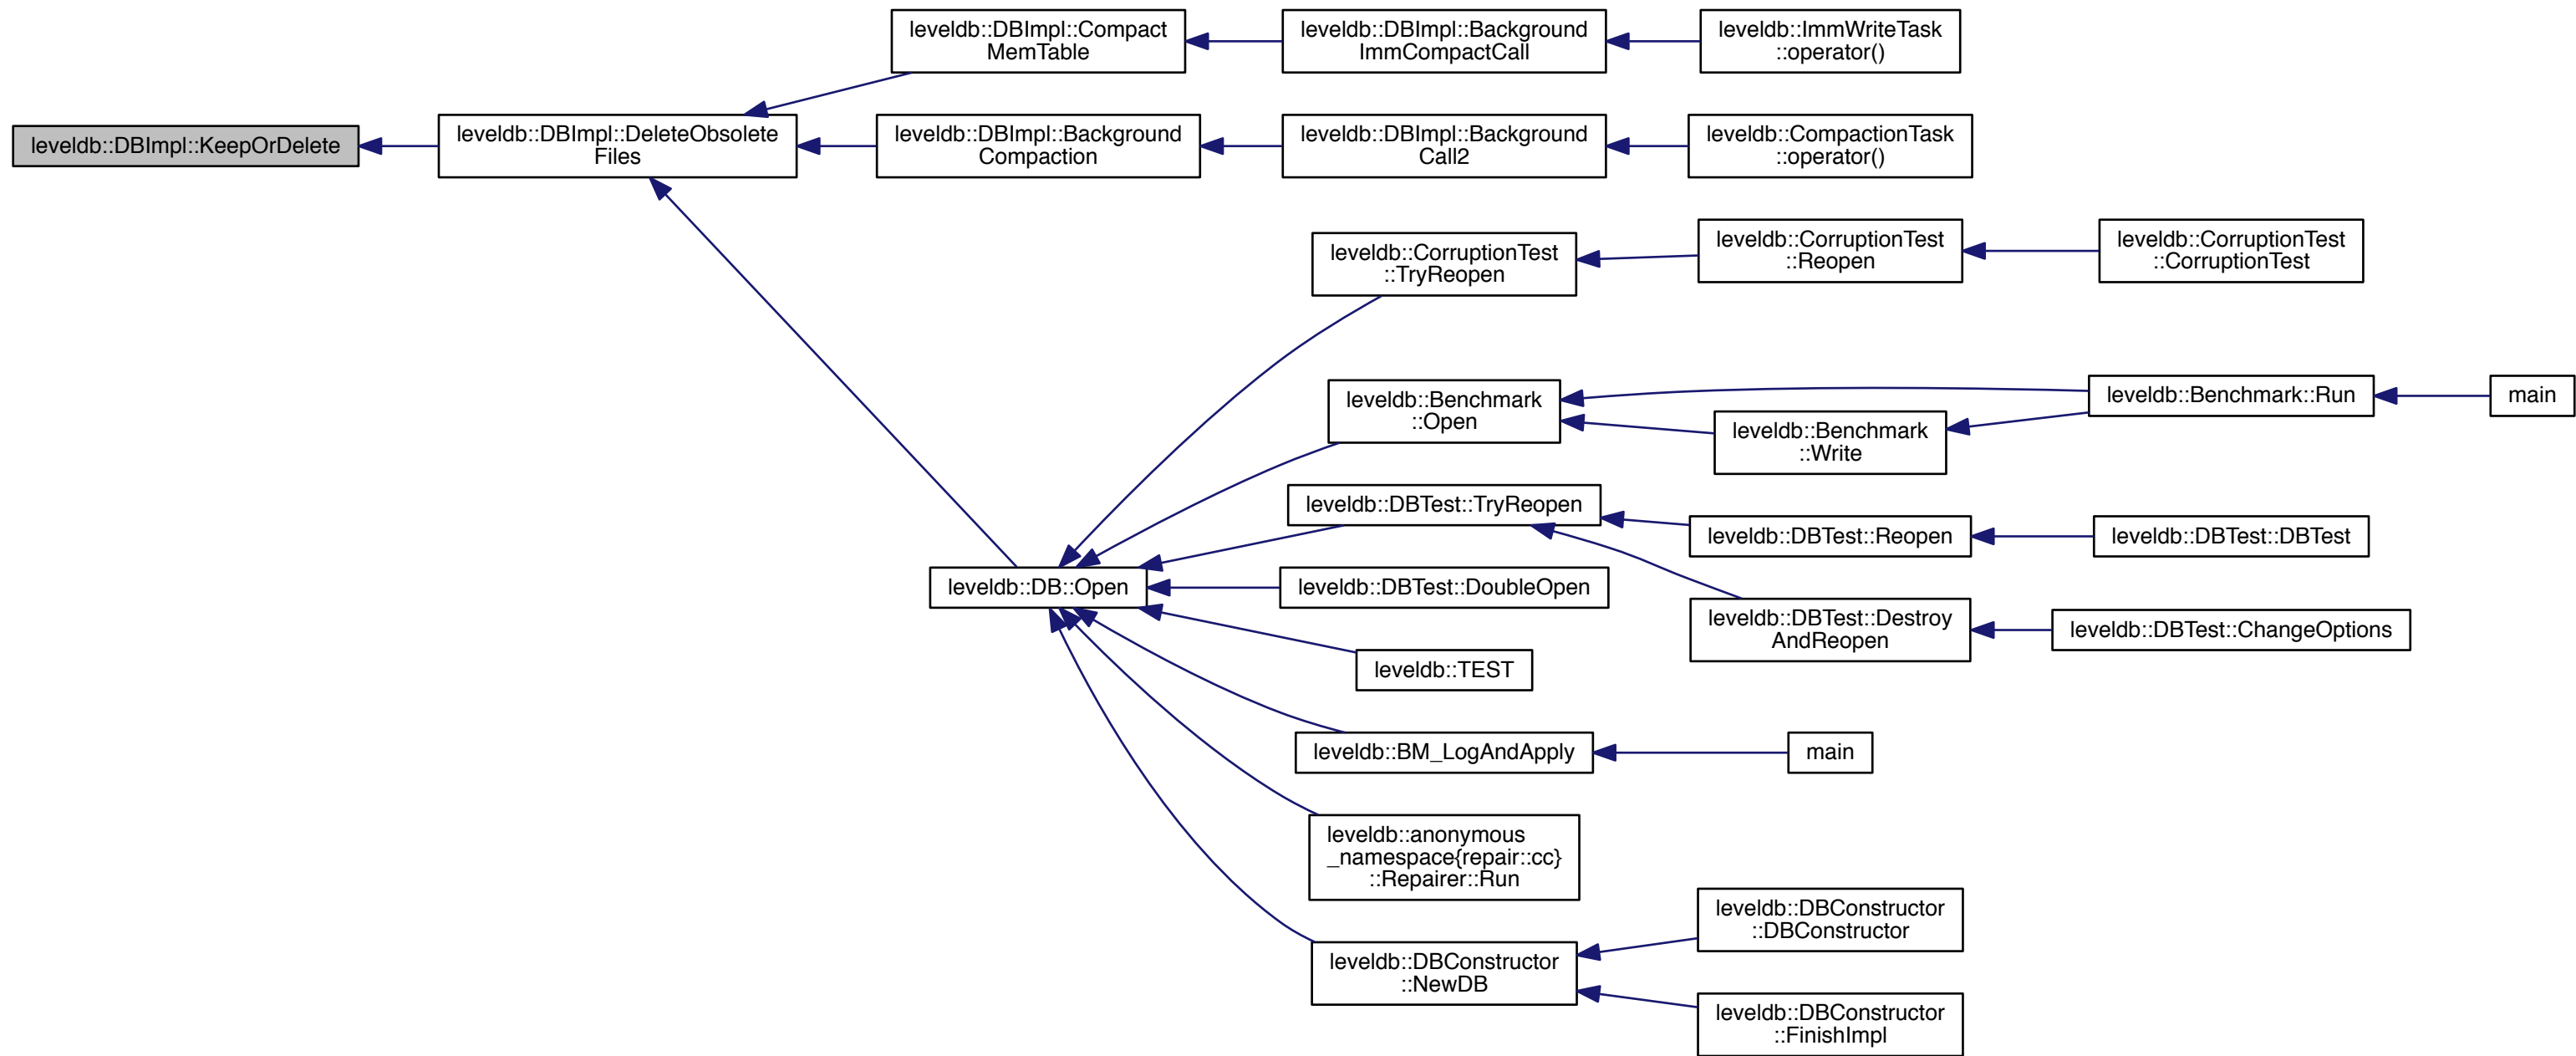 leveldb::DBImpl::KeepOrDelete
leveldb::DBImpl::DeleteObsolete
Files
leveldb::DBImpl::Compact
MemTable
leveldb::DBImpl::Background
ImmCompactCall
leveldb::ImmWriteTask
::operator()
leveldb::DBImpl::Background
Compaction
leveldb::DBImpl::Background
Call2
leveldb::CompactionTask
::operator()
leveldb::DB::Open
leveldb::CorruptionTest
::TryReopen
leveldb::CorruptionTest
::Reopen
leveldb::CorruptionTest
::CorruptionTest
leveldb::Benchmark
::Open
leveldb::Benchmark::Run
main
leveldb::Benchmark
::Write
leveldb::DBTest::TryReopen
leveldb::DBTest::Reopen
leveldb::DBTest::DBTest
leveldb::DBTest::Destroy
AndReopen
leveldb::DBTest::ChangeOptions
leveldb::DBTest::DoubleOpen
leveldb::TEST
leveldb::BM_LogAndApply
main
leveldb::anonymous
_namespace{repair::cc}
::Repairer::Run
leveldb::DBConstructor
::NewDB
leveldb::DBConstructor
::DBConstructor
leveldb::DBConstructor
::FinishImpl